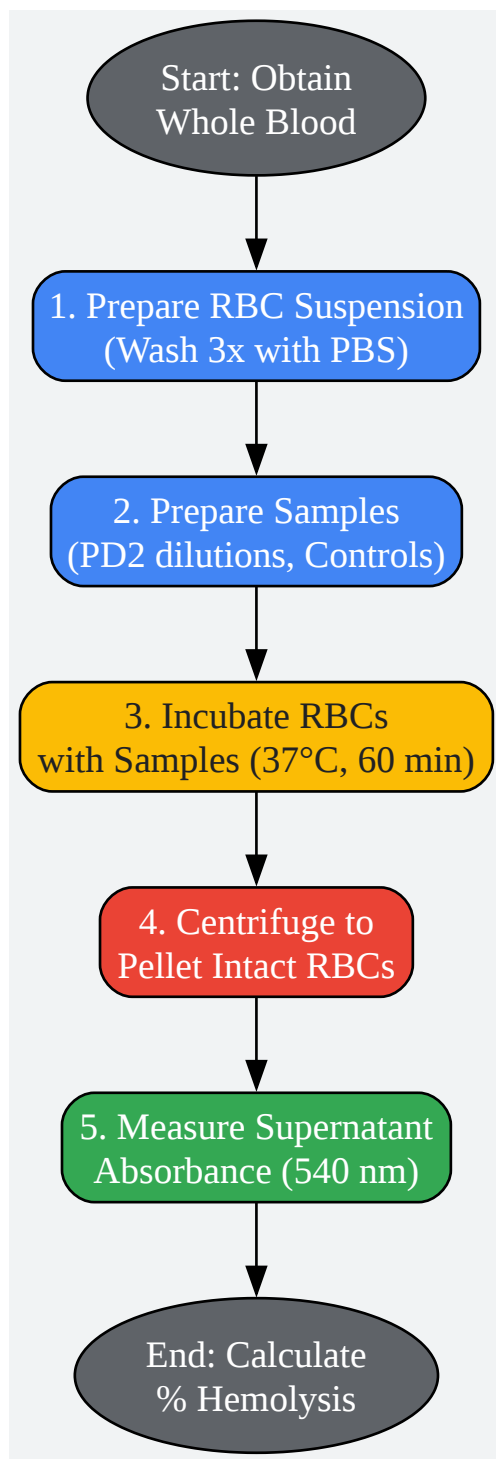 Start: Obtain
Whole Blood
1. Prepare RBC Suspension
(Wash 3x with PBS)
2. Prepare Samples
(PD2 dilutions, Controls)
3. Incubate RBCs
with Samples (37°C, 60 min)
4. Centrifuge to
Pellet Intact RBCs
5. Measure Supernatant
Absorbance (540 nm)
End: Calculate
% Hemolysis